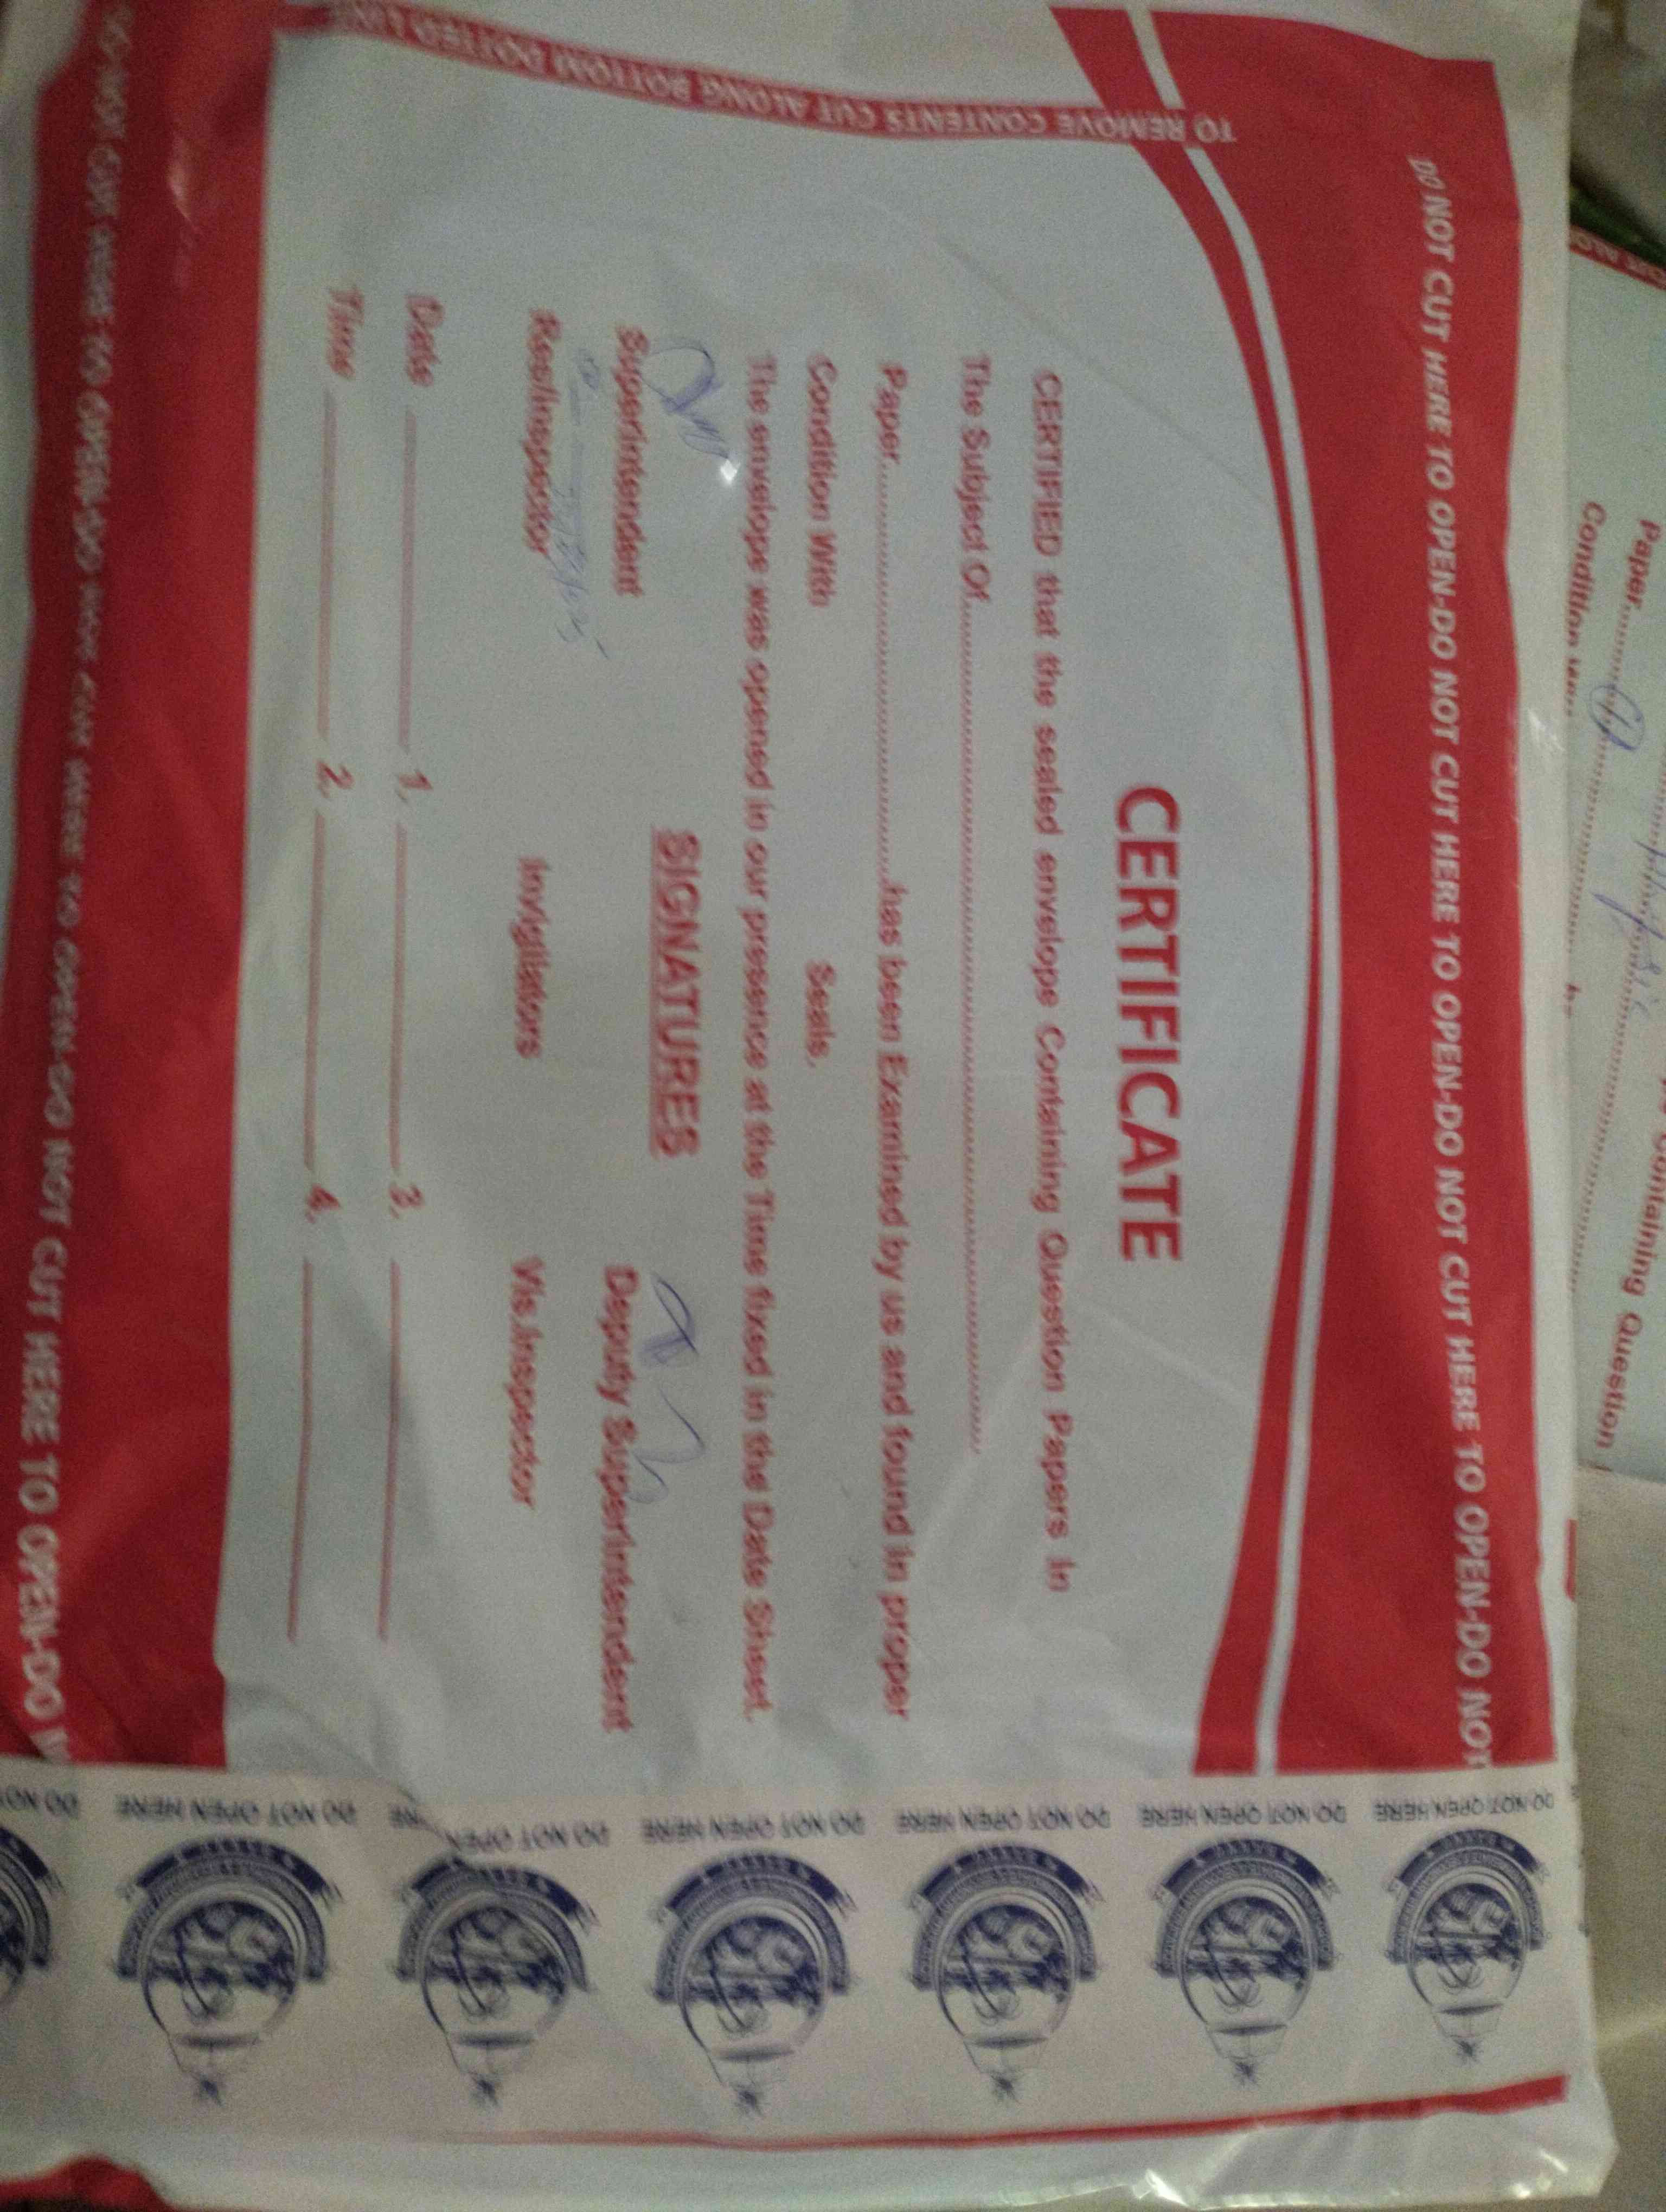 DO NOT CUT HERE TO OPEN-DO NOT CUT HERE TO OPEN-DO NOT CUT HERE TO OPEN-DO NOT CUT HERE TO OPEN-DO NOT
TO REMOVE CONTENTS CUT ALONG BOTTOM DOTTED
CERTIFICATE
CERTIFIED that the sealed envelope Containing Question Papers in
The Subject Of
Paper has been Examined by us and found in proper
Condition With Seals.
The envelope was opened in our presence at the Time fixed in the Date Sheet.
SIGNATURES
Superintendent Deputy Superintendent
Res/Inspector Invigilators Vis.Inspector
Date 1. 3.
Time 2. 4.
CUT HERE TO OPEN-DO NOT CUT HERE TO OPEN-DO
DO NOT OPEN HERE DO NOT OPEN HERE DO NOT OPEN HERE DO NOT OPEN HERE DO NOT OPEN DO NOT OPEN HERE DO NOT
Containing Question
Paper
Condition